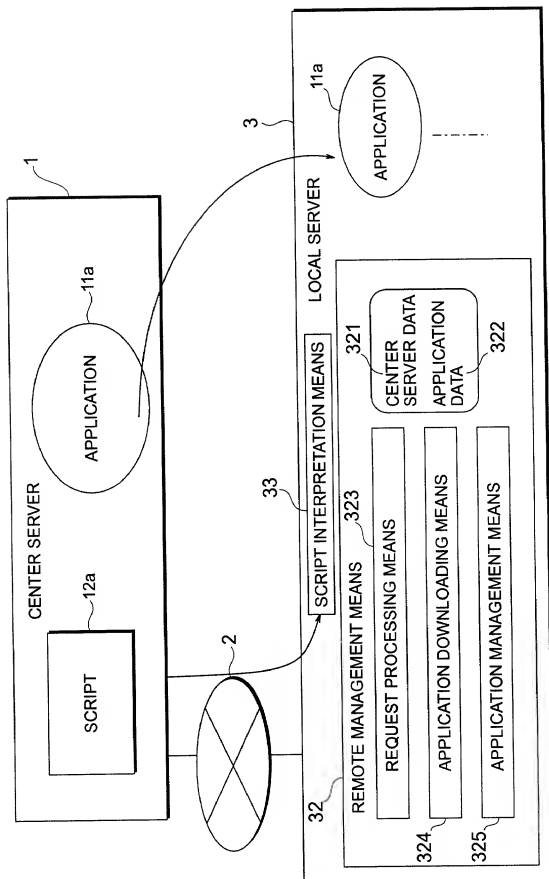 1
CENTER SERVER
12a
SCRIPT
11a
APPLICATION
2
3
LOCAL SERVER
33
SCRIPT INTERPRETATION MEANS
11a
APPLICATION
32
REMOTE MANAGEMENT MEANS
323
REQUEST PROCESSING MEANS
324
APPLICATION DOWNLOADING MEANS
325
APPLICATION MANAGEMENT MEANS
321
CENTER
SERVER DATA
APPLICATION
DATA
322